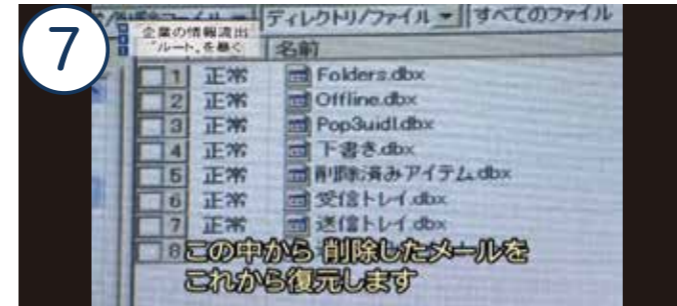 7
ディレクトリ/ファイル すべてのファイル
企業の情報流出
"ルート"を暴く
名前
1 正常 Folders.dbx
2 正常 Offline.dbx
3 正常 Pop3uidl.dbx
4 正常 下書き.dbx
5 正常 削除済みアイテム.dbx
6 正常 受信トレイ.dbx
7 正常 送信トレイ.dbx
8
この中から 削除したメールを
これから復元します